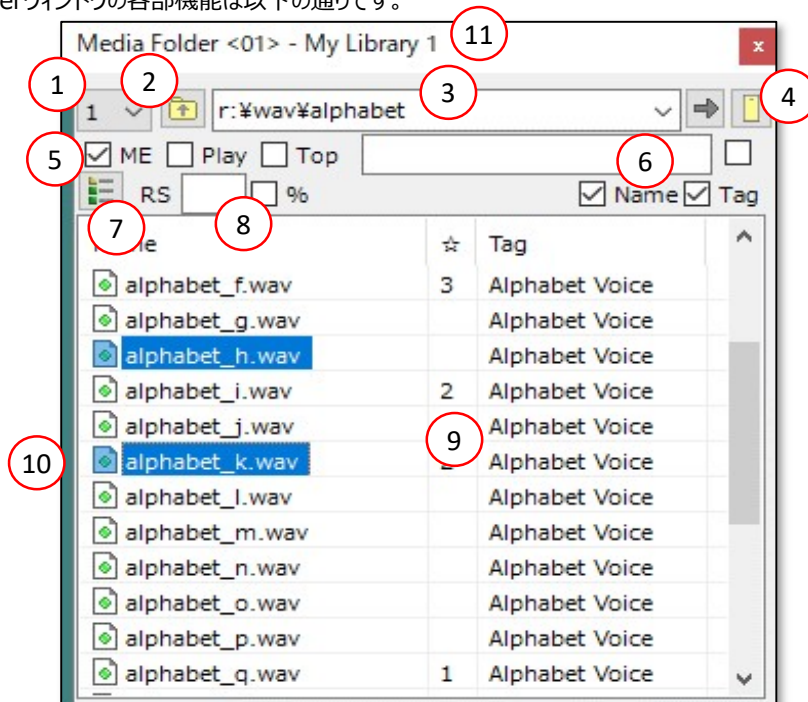 erウィンドウの各部機能は以下の通りです。
Media Folder <01> - My Library 1
11
x
1
2
3
4
1
r:¥wav¥alphabet
5
ME Play Top
6
RS % Name Tag
7
8
☆ Tag
alphabet_f.wav 3 Alphabet Voice
alphabet_g.wav Alphabet Voice
alphabet_h.wav Alphabet Voice
alphabet_i.wav 2 Alphabet Voice
alphabet_j.wav Alphabet Voice
9
10
alphabet_k.wav Alphabet Voice
alphabet_l.wav Alphabet Voice
alphabet_m.wav Alphabet Voice
alphabet_n.wav Alphabet Voice
alphabet_o.wav Alphabet Voice
alphabet_p.wav Alphabet Voice
alphabet_q.wav 1 Alphabet Voice